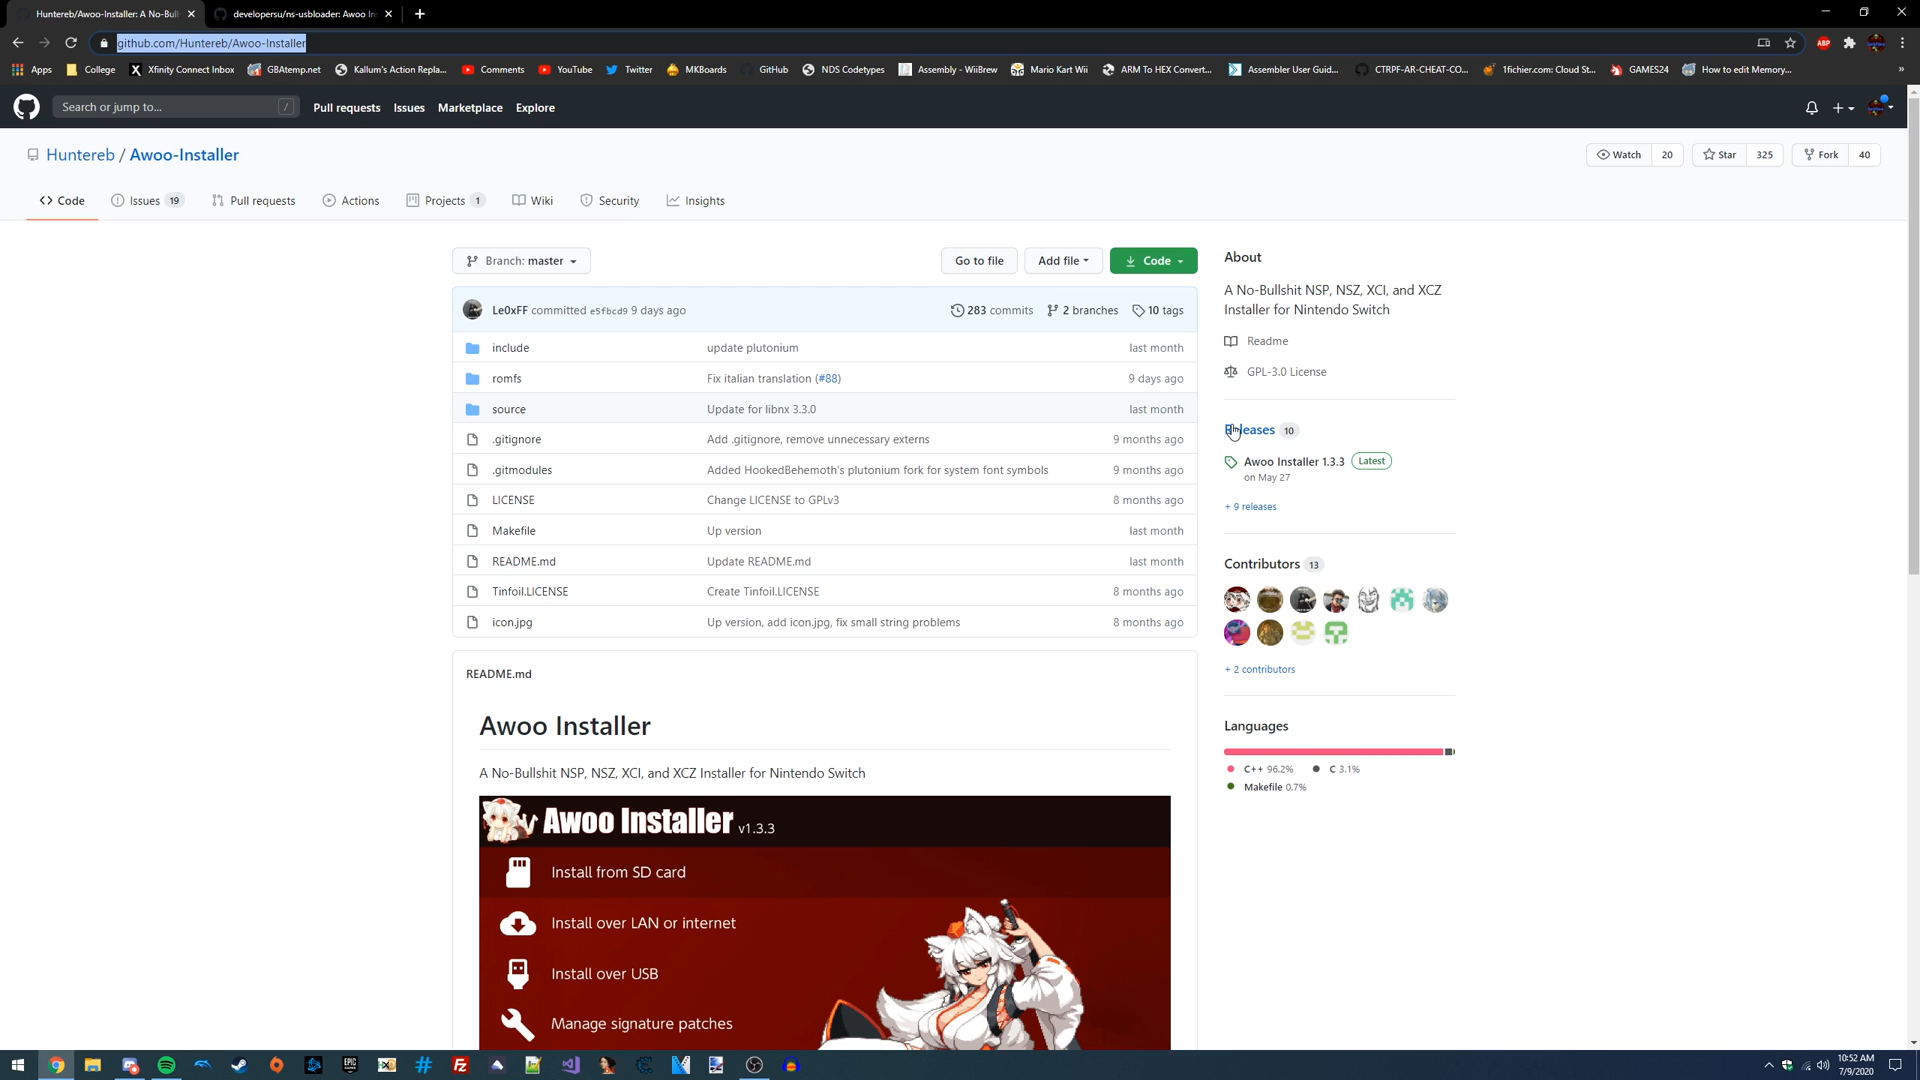 Huntereb/Awoo-Installer: A No-Bull
developersu/ns-usbloader: Awoo In
github.com/Huntereb/Awoo-Installer
ABP
Apps
College
Xfinity Connect Inbox
GBAtemp.net
Kallum's Action Repla...
Comments
YouTube
Twitter
MKBoards
GitHub
NDS Codetypes
Assembly - WiiBrew
Mario Kart Wii
ARM To HEX Convert...
Assembler User Guid...
CTRPF-AR-CHEAT-CO...
1fichier.com: Cloud St...
GAMES24
How to edit Memory...
»
Search or jump to... /
Pull requests
Issues
Marketplace
Explore
Huntereb / Awoo-Installer
Watch 20
Star 325
Fork 40
Code
Issues 19
Pull requests
Actions
Projects 1
Wiki
Security
Insights
Branch: master
Go to file
Add file
Code
Le0xFF committed e5fbcd9 9 days ago
283 commits
2 branches
10 tags
include update plutonium last month
romfs Fix italian translation (#88) 9 days ago
source Update for libnx 3.3.0 last month
.gitignore Add .gitignore, remove unnecessary externs 9 months ago
.gitmodules Added HookedBehemoth's plutonium fork for system font symbols 9 months ago
LICENSE Change LICENSE to GPLv3 8 months ago
Makefile Up version last month
README.md Update README.md last month
Tinfoil.LICENSE Create Tinfoil.LICENSE 8 months ago
icon.jpg Up version, add icon.jpg, fix small string problems 8 months ago
README.md
Awoo Installer
A No-Bullshit NSP, NSZ, XCI, and XCZ Installer for Nintendo Switch
Awoo Installer v1.3.3
Install from SD card
Install over LAN or internet
Install over USB
Manage signature patches
About
A No-Bullshit NSP, NSZ, XCI, and XCZ
Installer for Nintendo Switch
Readme
GPL-3.0 License
Releases 10
Awoo Installer 1.3.3 Latest
on May 27
+ 9 releases
Contributors 13
+ 2 contributors
Languages
C++ 96.2%
C 3.1%
Makefile 0.7%
10:52 AM
7/9/2020